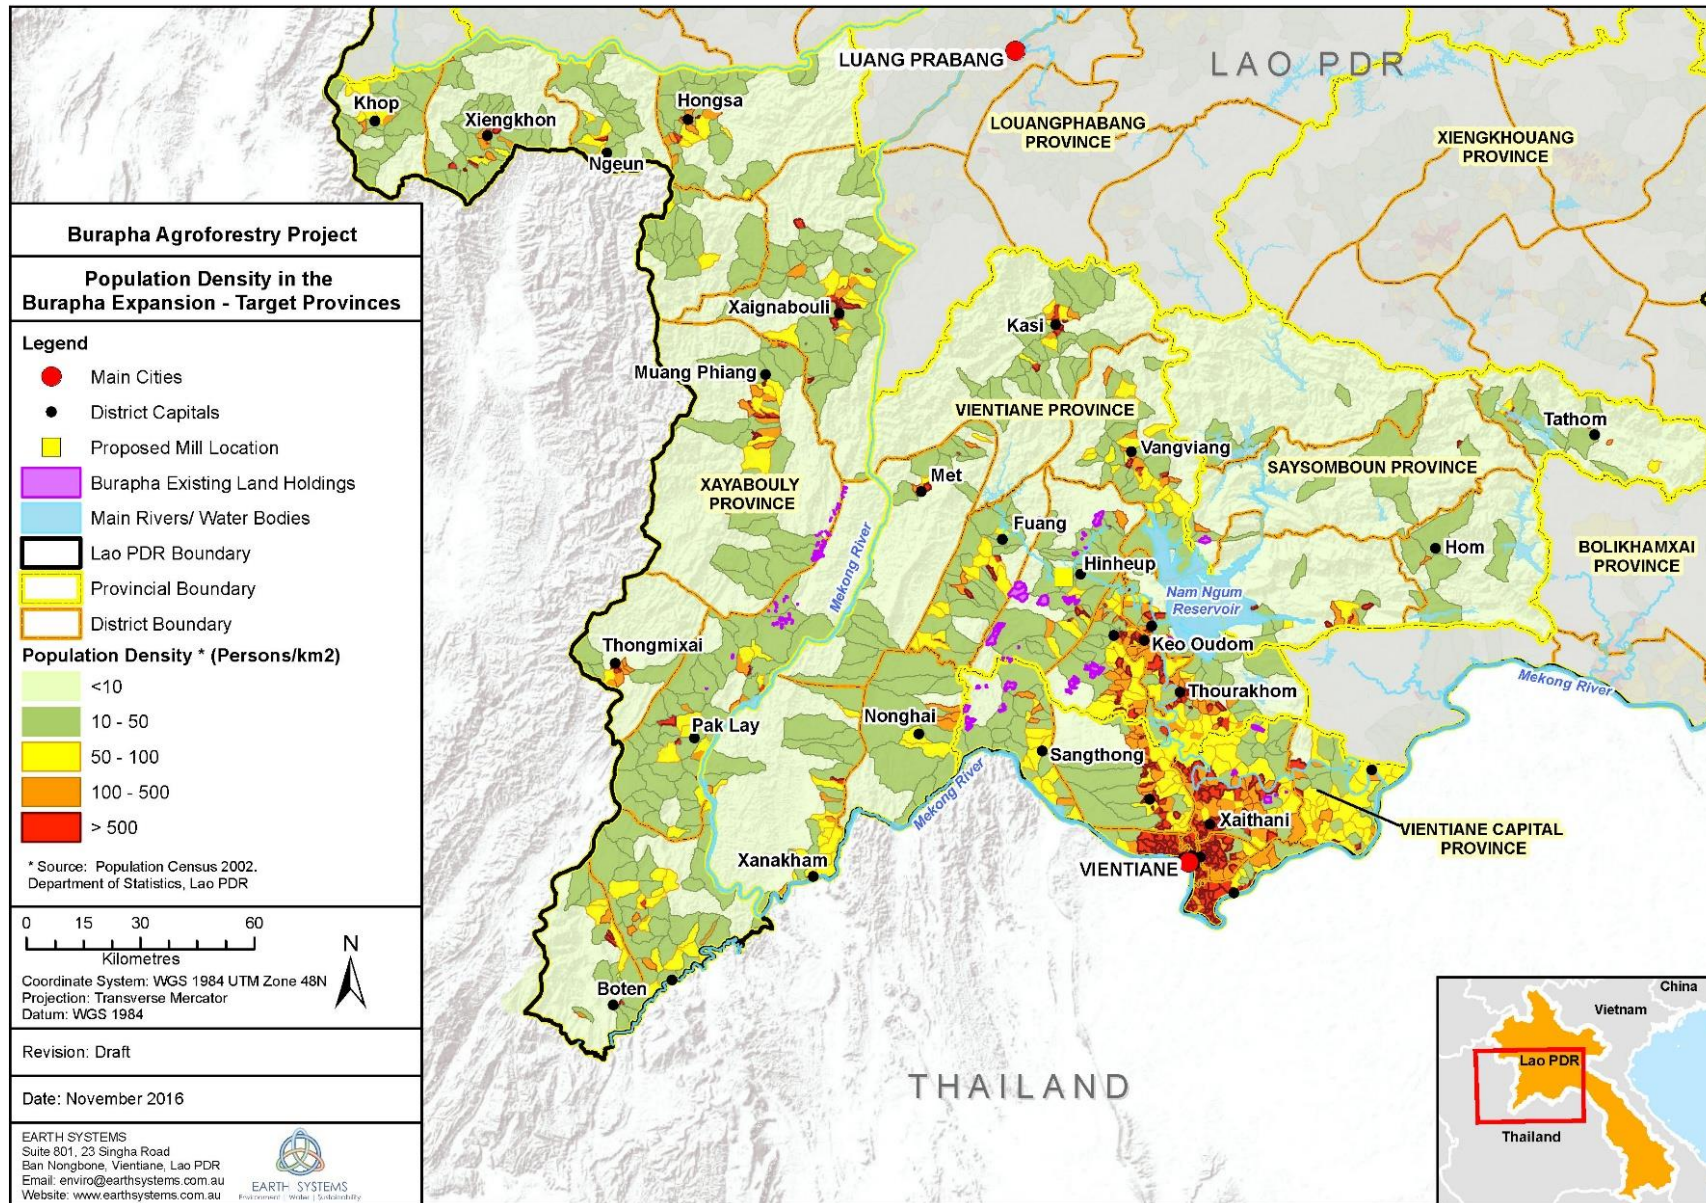 Burapha Agroforestry Project
Population Density in the
Burapha Expansion - Target Provinces
Legend
Main Cities
District Capitals
Proposed Mill Location
Burapha Existing Land Holdings
Main Rivers/ Water Bodies
Lao PDR Boundary
Provincial Boundary
District Boundary
Population Density * (Persons/km2)
<10
10 - 50
50 - 100
100 - 500
> 500
* Source: Population Census 2002.
Department of Statistics, Lao PDR
0 15 30 60
Kilometres
N
Coordinate System: WGS 1984 UTM Zone 48N
Projection: Transverse Mercator
Datum: WGS 1984
Revision: Draft
Date: November 2016
EARTH SYSTEMS
Suite 801, 23 Singha Road
Ban Nongbone, Vientiane, Lao PDR
Email: enviro@earthsystems.com.au
Website: www.earthsystems.com.au
EARTH SYSTEMS
Environment | Water | Sustainability
LUANG PRABANG
LAO PDR
Khop
Xiengkhon
Ngeun
Hongsa
LOUANGPHABANG
PROVINCE
XIENGKHOUANG
PROVINCE
Xaignabouli
Kasi
Muang Phiang
VIENTIANE PROVINCE
Vangviang
Tathom
SAYSOMBOUN PROVINCE
Met
XAYABOULY
PROVINCE
Fuang
Hinheup
Hom
BOLIKHAMXAI
PROVINCE
Mekong River
Nam Ngum
Reservoir
Keo Oudom
Thongmixai
Thourakhom
Mekong River
Pak Lay
Nonghai
Sangthong
Mekong River
Xaithani
VIENTIANE CAPITAL
PROVINCE
Xanakham
VIENTIANE
Boten
THAILAND
China
Vietnam
Lao PDR
Thailand